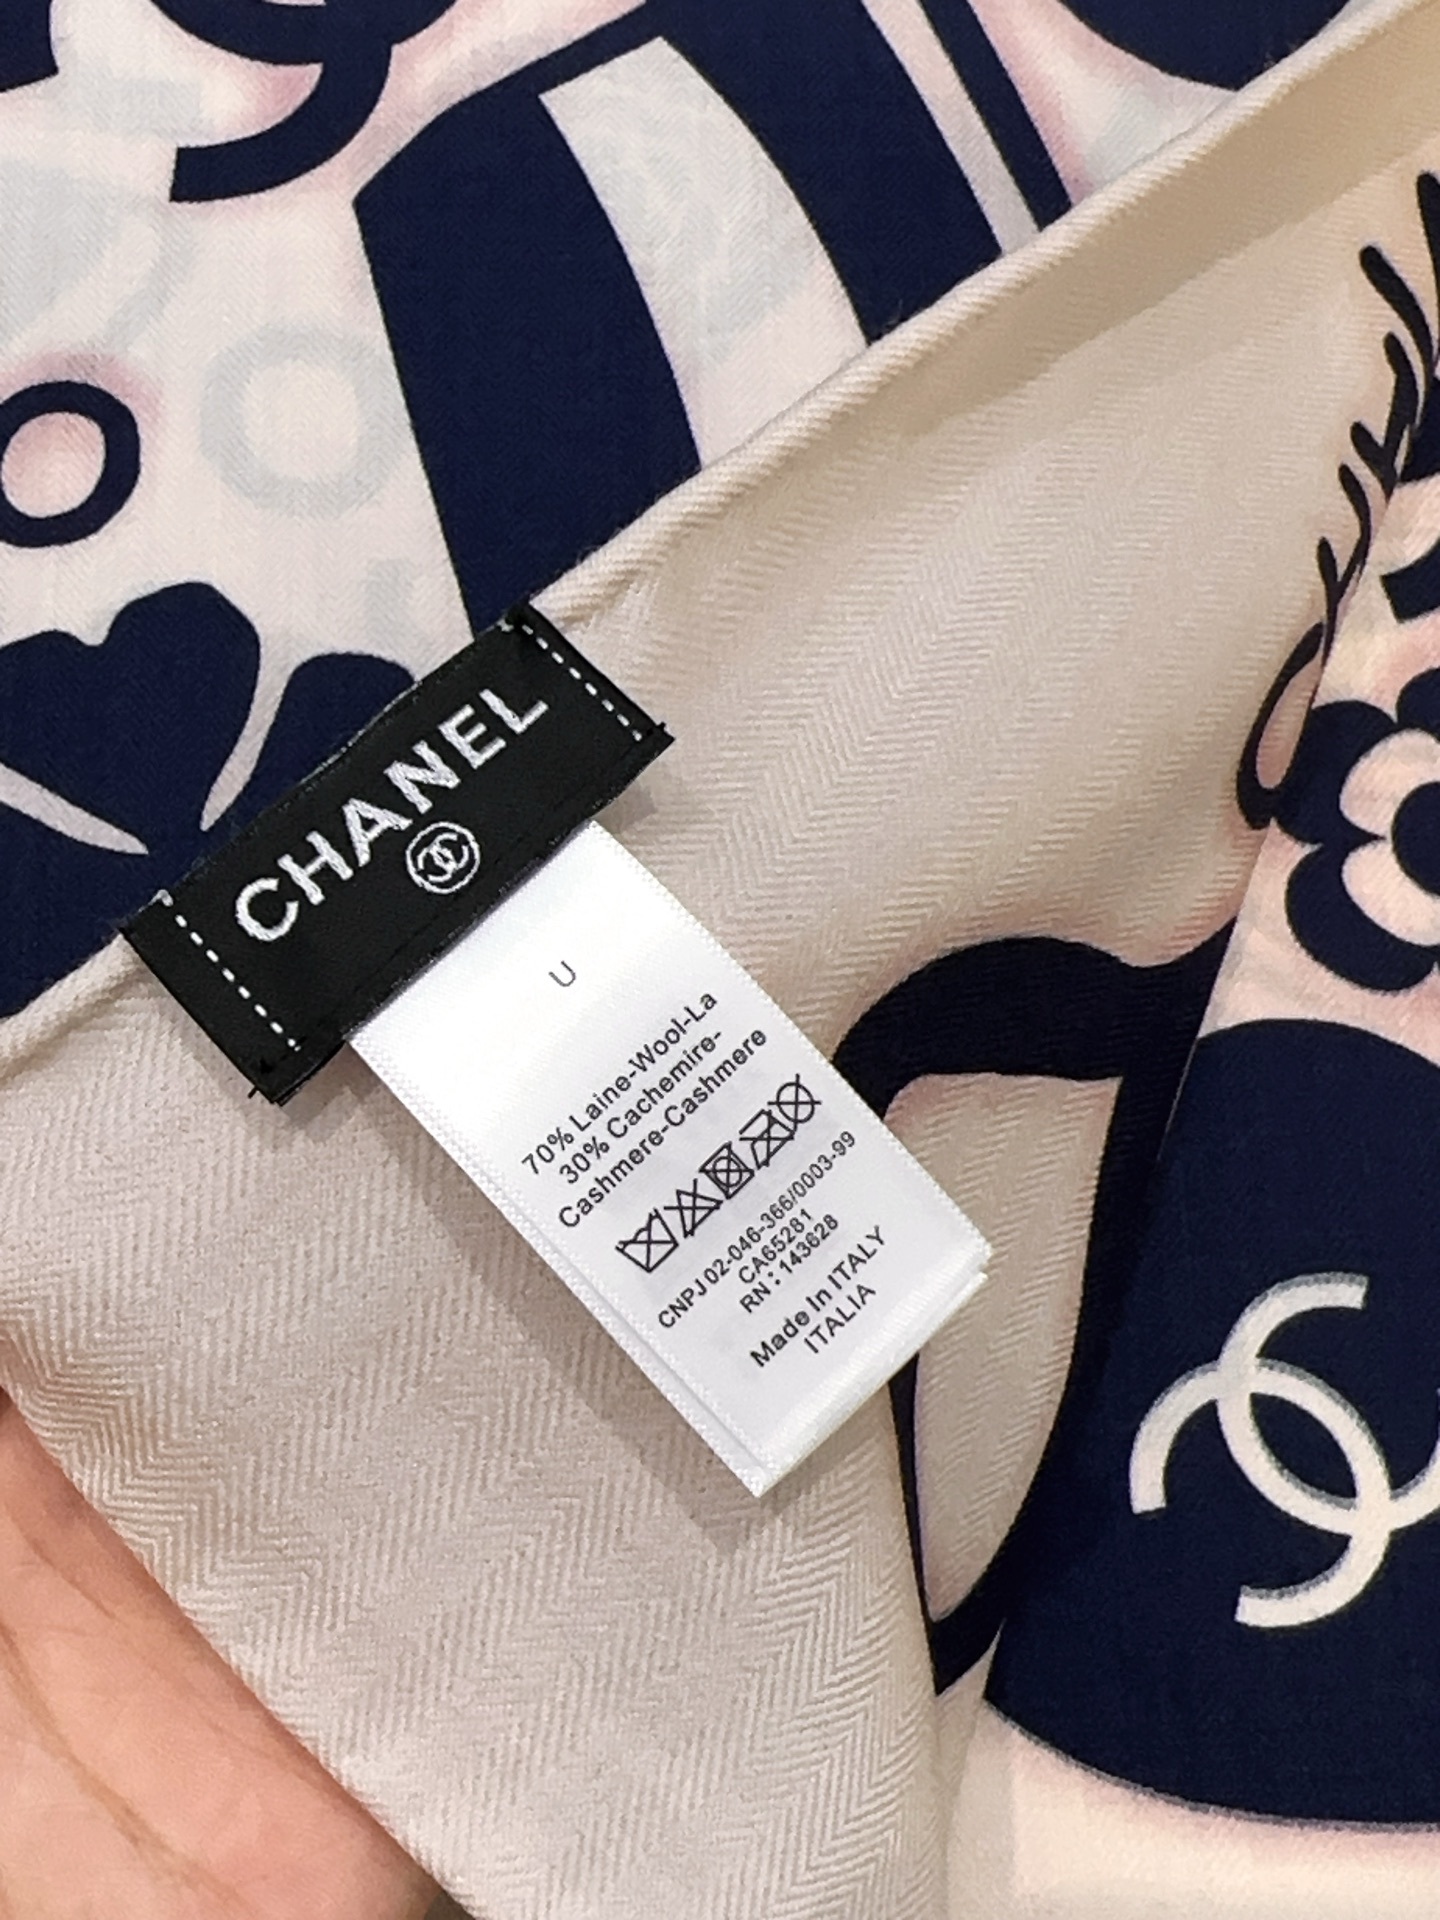 CHANEL
U
70% Laine-Wool-La
30% Cachemire-
Cashmere-Cashmere
CNPJ 02-046-366/0003-99
CA65281
RN : 143628
Made In ITALY
ITALIA